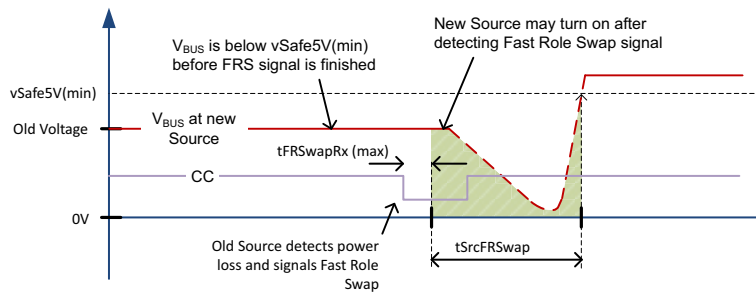 V_BUS is below vSafe5V(min)
before FRS signal is finished
New Source may turn on after
detecting Fast Role Swap signal
vSafe5V(min)
Old Voltage
V_BUS at new
Source
tFRSwapRx (max)
CC
0V
Old Source detects power
loss and signals Fast Role
Swap
tSrcFRSwap